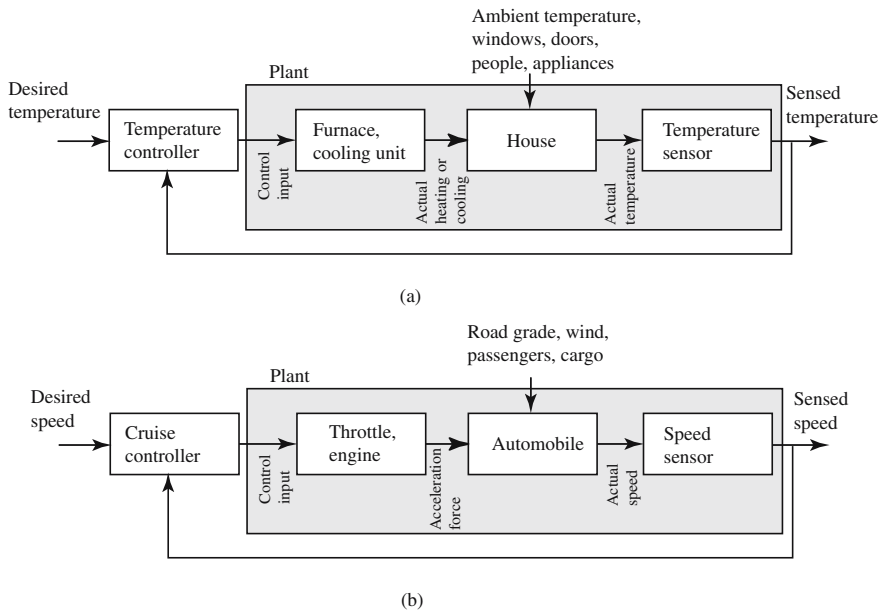 Ambient temperature,
windows, doors,
people, appliances
Plant
Desired
temperature
Sensed
temperature
Temperature
controller
Control
input
Furnace,
cooling unit
Actual
heating or
cooling
House
Actual
temperature
Temperature
sensor
(a)
Road grade, wind,
passengers, cargo
Plant
Desired
speed
Sensed
speed
Cruise
controller
Control
input
Throttle,
engine
Acceleration
force
Automobile
Actual
speed
Speed
sensor
(b)